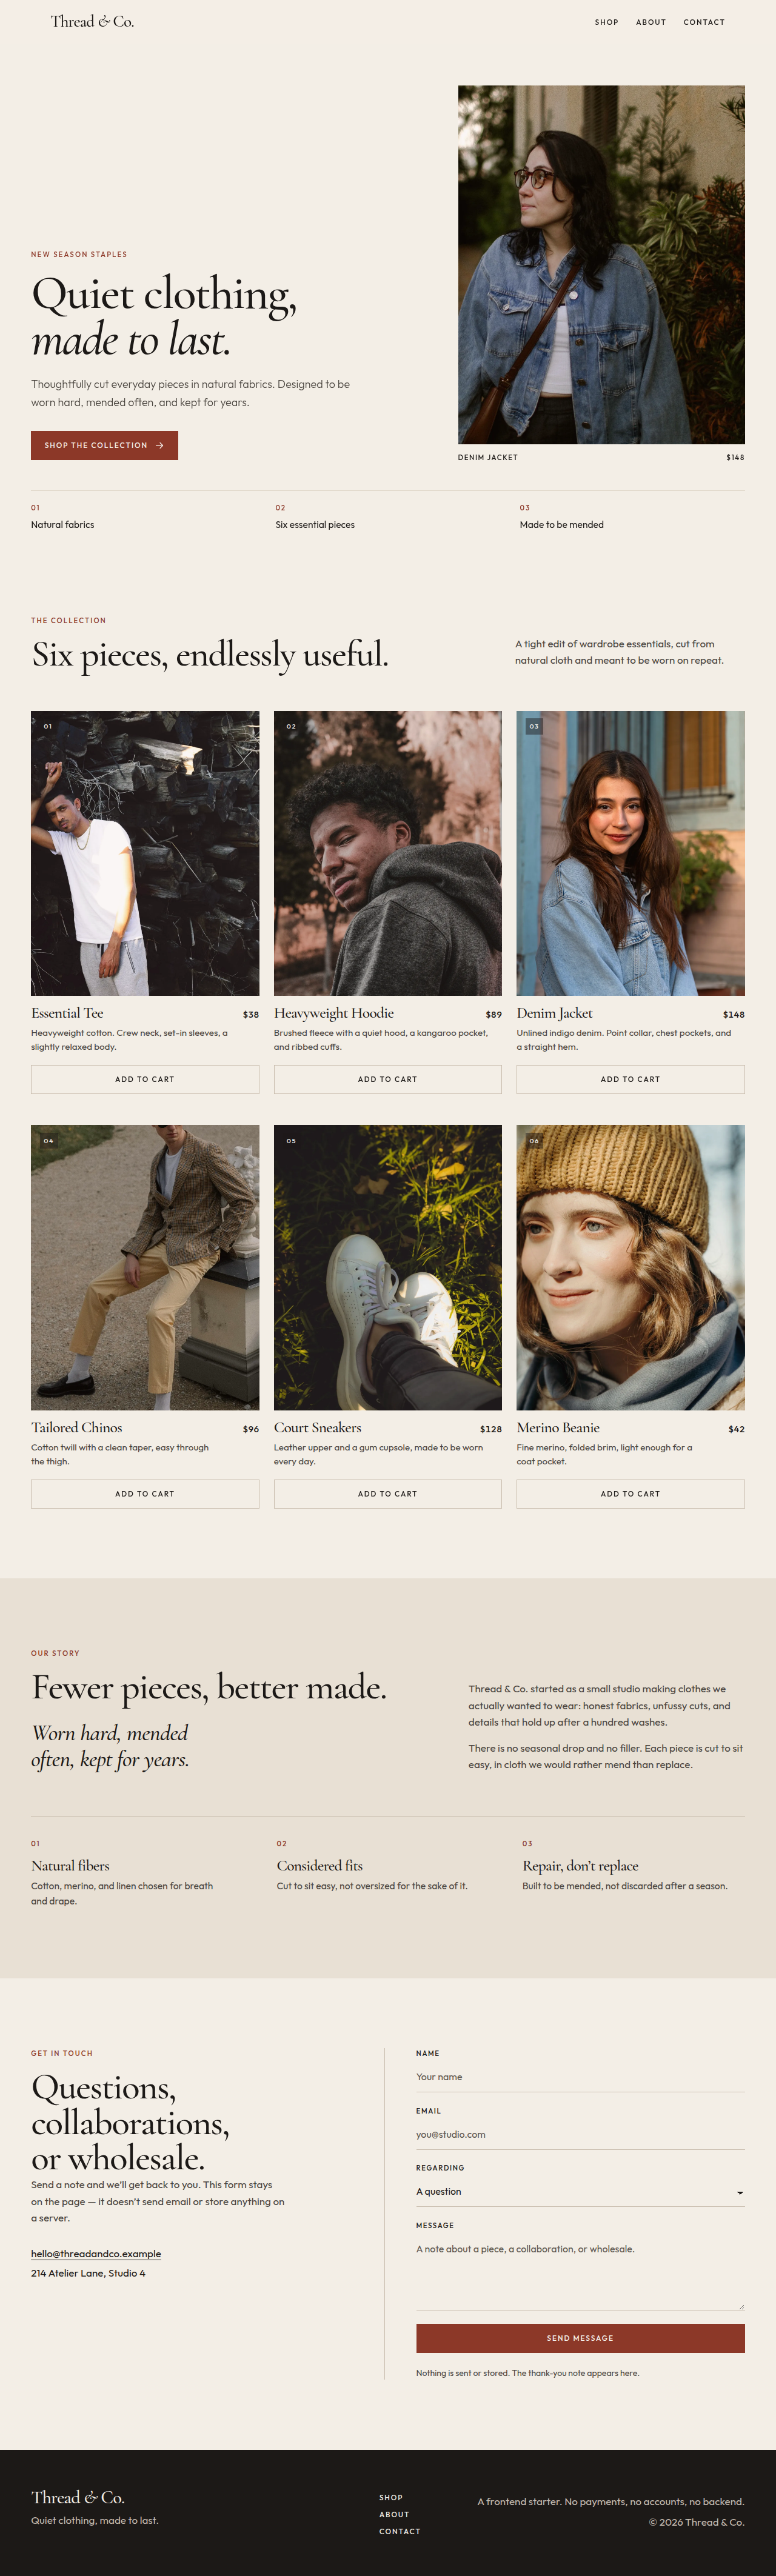 Thread & Co.
SHOP ABOUT CONTACT
NEW SEASON STAPLES
Quiet clothing,
made to last.
Thoughtfully cut everyday pieces in natural fabrics. Designed to be
worn hard, mended often, and kept for years.
SHOP THE COLLECTION →
DENIM JACKET $148
01 02 03
Natural fabrics Six essential pieces Made to be mended
THE COLLECTION
Six pieces, endlessly useful.
A tight edit of wardrobe essentials, cut from
natural cloth and meant to be worn on repeat.
01
Essential Tee $38
Heavyweight cotton. Crew neck, set-in sleeves, a
slightly relaxed body.
ADD TO CART
02
Heavyweight Hoodie $89
Brushed fleece with a quiet hood, a kangaroo pocket,
and ribbed cuffs.
ADD TO CART
03
Denim Jacket $148
Unlined indigo denim. Point collar, chest pockets, and
a straight hem.
ADD TO CART
04
Tailored Chinos $96
Cotton twill with a clean taper, easy through
the thigh.
ADD TO CART
05
Court Sneakers $128
Leather upper and a gum cupsole, made to be worn
every day.
ADD TO CART
06
Merino Beanie $42
Fine merino, folded brim, light enough for a
coat pocket.
ADD TO CART
OUR STORY
Fewer pieces, better made.
Worn hard, mended
often, kept for years.
Thread & Co. started as a small studio making clothes we
actually wanted to wear: honest fabrics, unfussy cuts, and
details that hold up after a hundred washes.
There is no seasonal drop and no filler. Each piece is cut to sit
easy, in cloth we would rather mend than replace.
01
Natural fibers
Cotton, merino, and linen chosen for breath
and drape.
02
Considered fits
Cut to sit easy, not oversized for the sake of it.
03
Repair, don’t replace
Built to be mended, not discarded after a season.
GET IN TOUCH
Questions,
collaborations,
or wholesale.
Send a note and we’ll get back to you. This form stays
on the page — it doesn’t send email or store anything on
a server.
hello@threadandco.example
214 Atelier Lane, Studio 4
NAME
Your name
EMAIL
you@studio.com
REGARDING
A question
MESSAGE
A note about a piece, a collaboration, or wholesale.
SEND MESSAGE
Nothing is sent or stored. The thank-you note appears here.
Thread & Co.
Quiet clothing, made to last.
SHOP
ABOUT
CONTACT
A frontend starter. No payments, no accounts, no backend.
© 2026 Thread & Co.